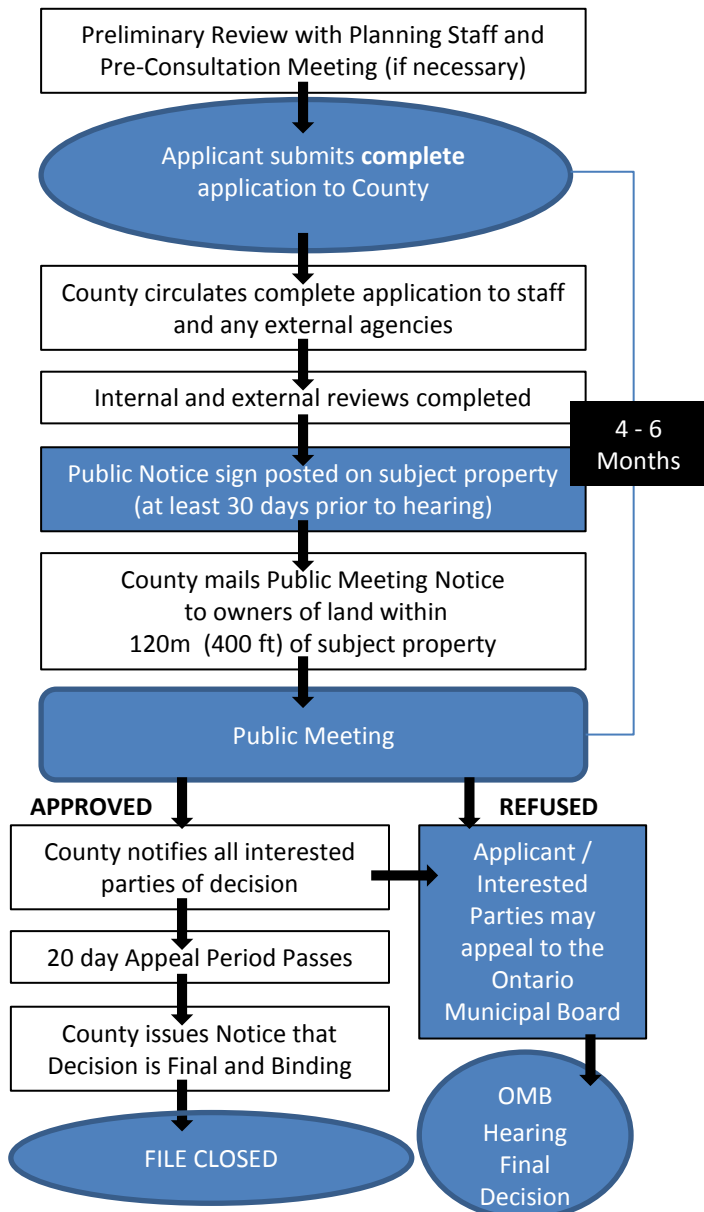 Preliminary Review with Planning Staff and
Pre-Consultation Meeting (if necessary)
Applicant submits complete
application to County
County circulates complete application to staff
and any external agencies
Internal and external reviews completed
4 - 6
Months
Public Notice sign posted on subject property
(at least 30 days prior to hearing)
County mails Public Meeting Notice
to owners of land within
120m (400 ft) of subject property
Public Meeting
APPROVED
County notifies all interested
parties of decision
20 day Appeal Period Passes
County issues Notice that
Decision is Final and Binding
FILE CLOSED
REFUSED
Applicant /
Interested
Parties may
appeal to the
Ontario
Municipal Board
OMB
Hearing
Final
Decision